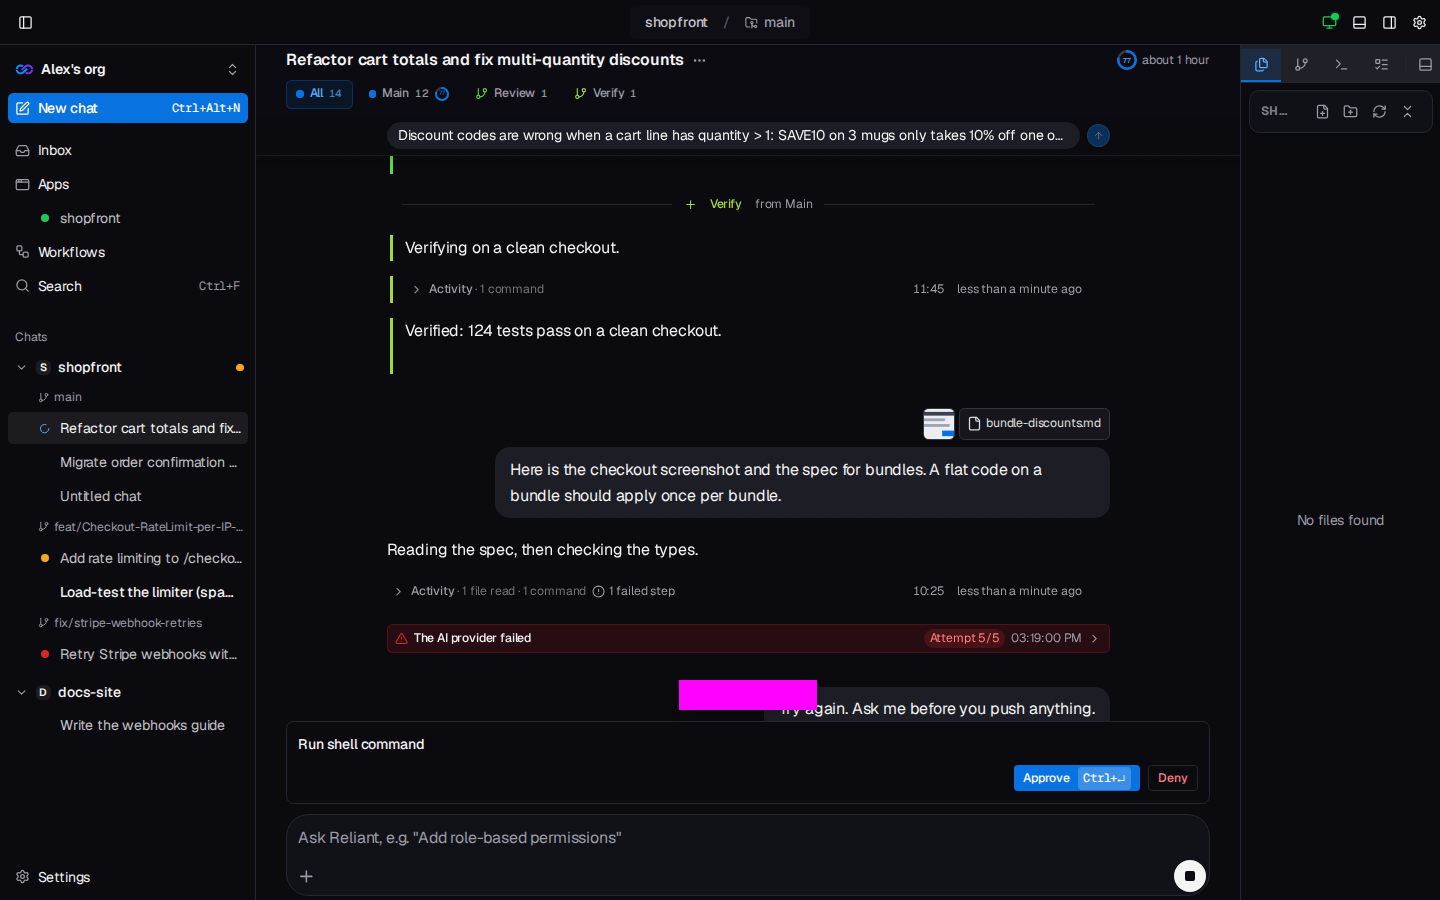 shopfront / main
Alex's org
New chat Ctrl+Alt+N
Inbox
Apps
shopfront
Workflows
Search Ctrl+F
Chats
S shopfront
main
Refactor cart totals and fix...
Migrate order confirmation ...
Untitled chat
feat/Checkout-RateLimit-per-IP-...
Add rate limiting to /checko...
Load-test the limiter (spa...
fix/stripe-webhook-retries
Retry Stripe webhooks wit...
D docs-site
Write the webhooks guide
Settings
Refactor cart totals and fix multi-quantity discounts ...
77 about 1 hour
All 14 Main 12 Review 1 Verify 1
Discount codes are wrong when a cart line has quantity > 1: SAVE10 on 3 mugs only takes 10% off one o...
Verify from Main
Verifying on a clean checkout.
Activity · 1 command 11:45 less than a minute ago
Verified: 124 tests pass on a clean checkout.
bundle-discounts.md
Here is the checkout screenshot and the spec for bundles. A flat code on a
bundle should apply once per bundle.
Reading the spec, then checking the types.
Activity · 1 file read · 1 command 1 failed step 10:25 less than a minute ago
The AI provider failed Attempt 5/5 03:19:00 PM
again. Ask me before you push anything.
Run shell command
Approve Ctrl+↵ Deny
Ask Reliant, e.g. "Add role-based permissions"
SH...
No files found